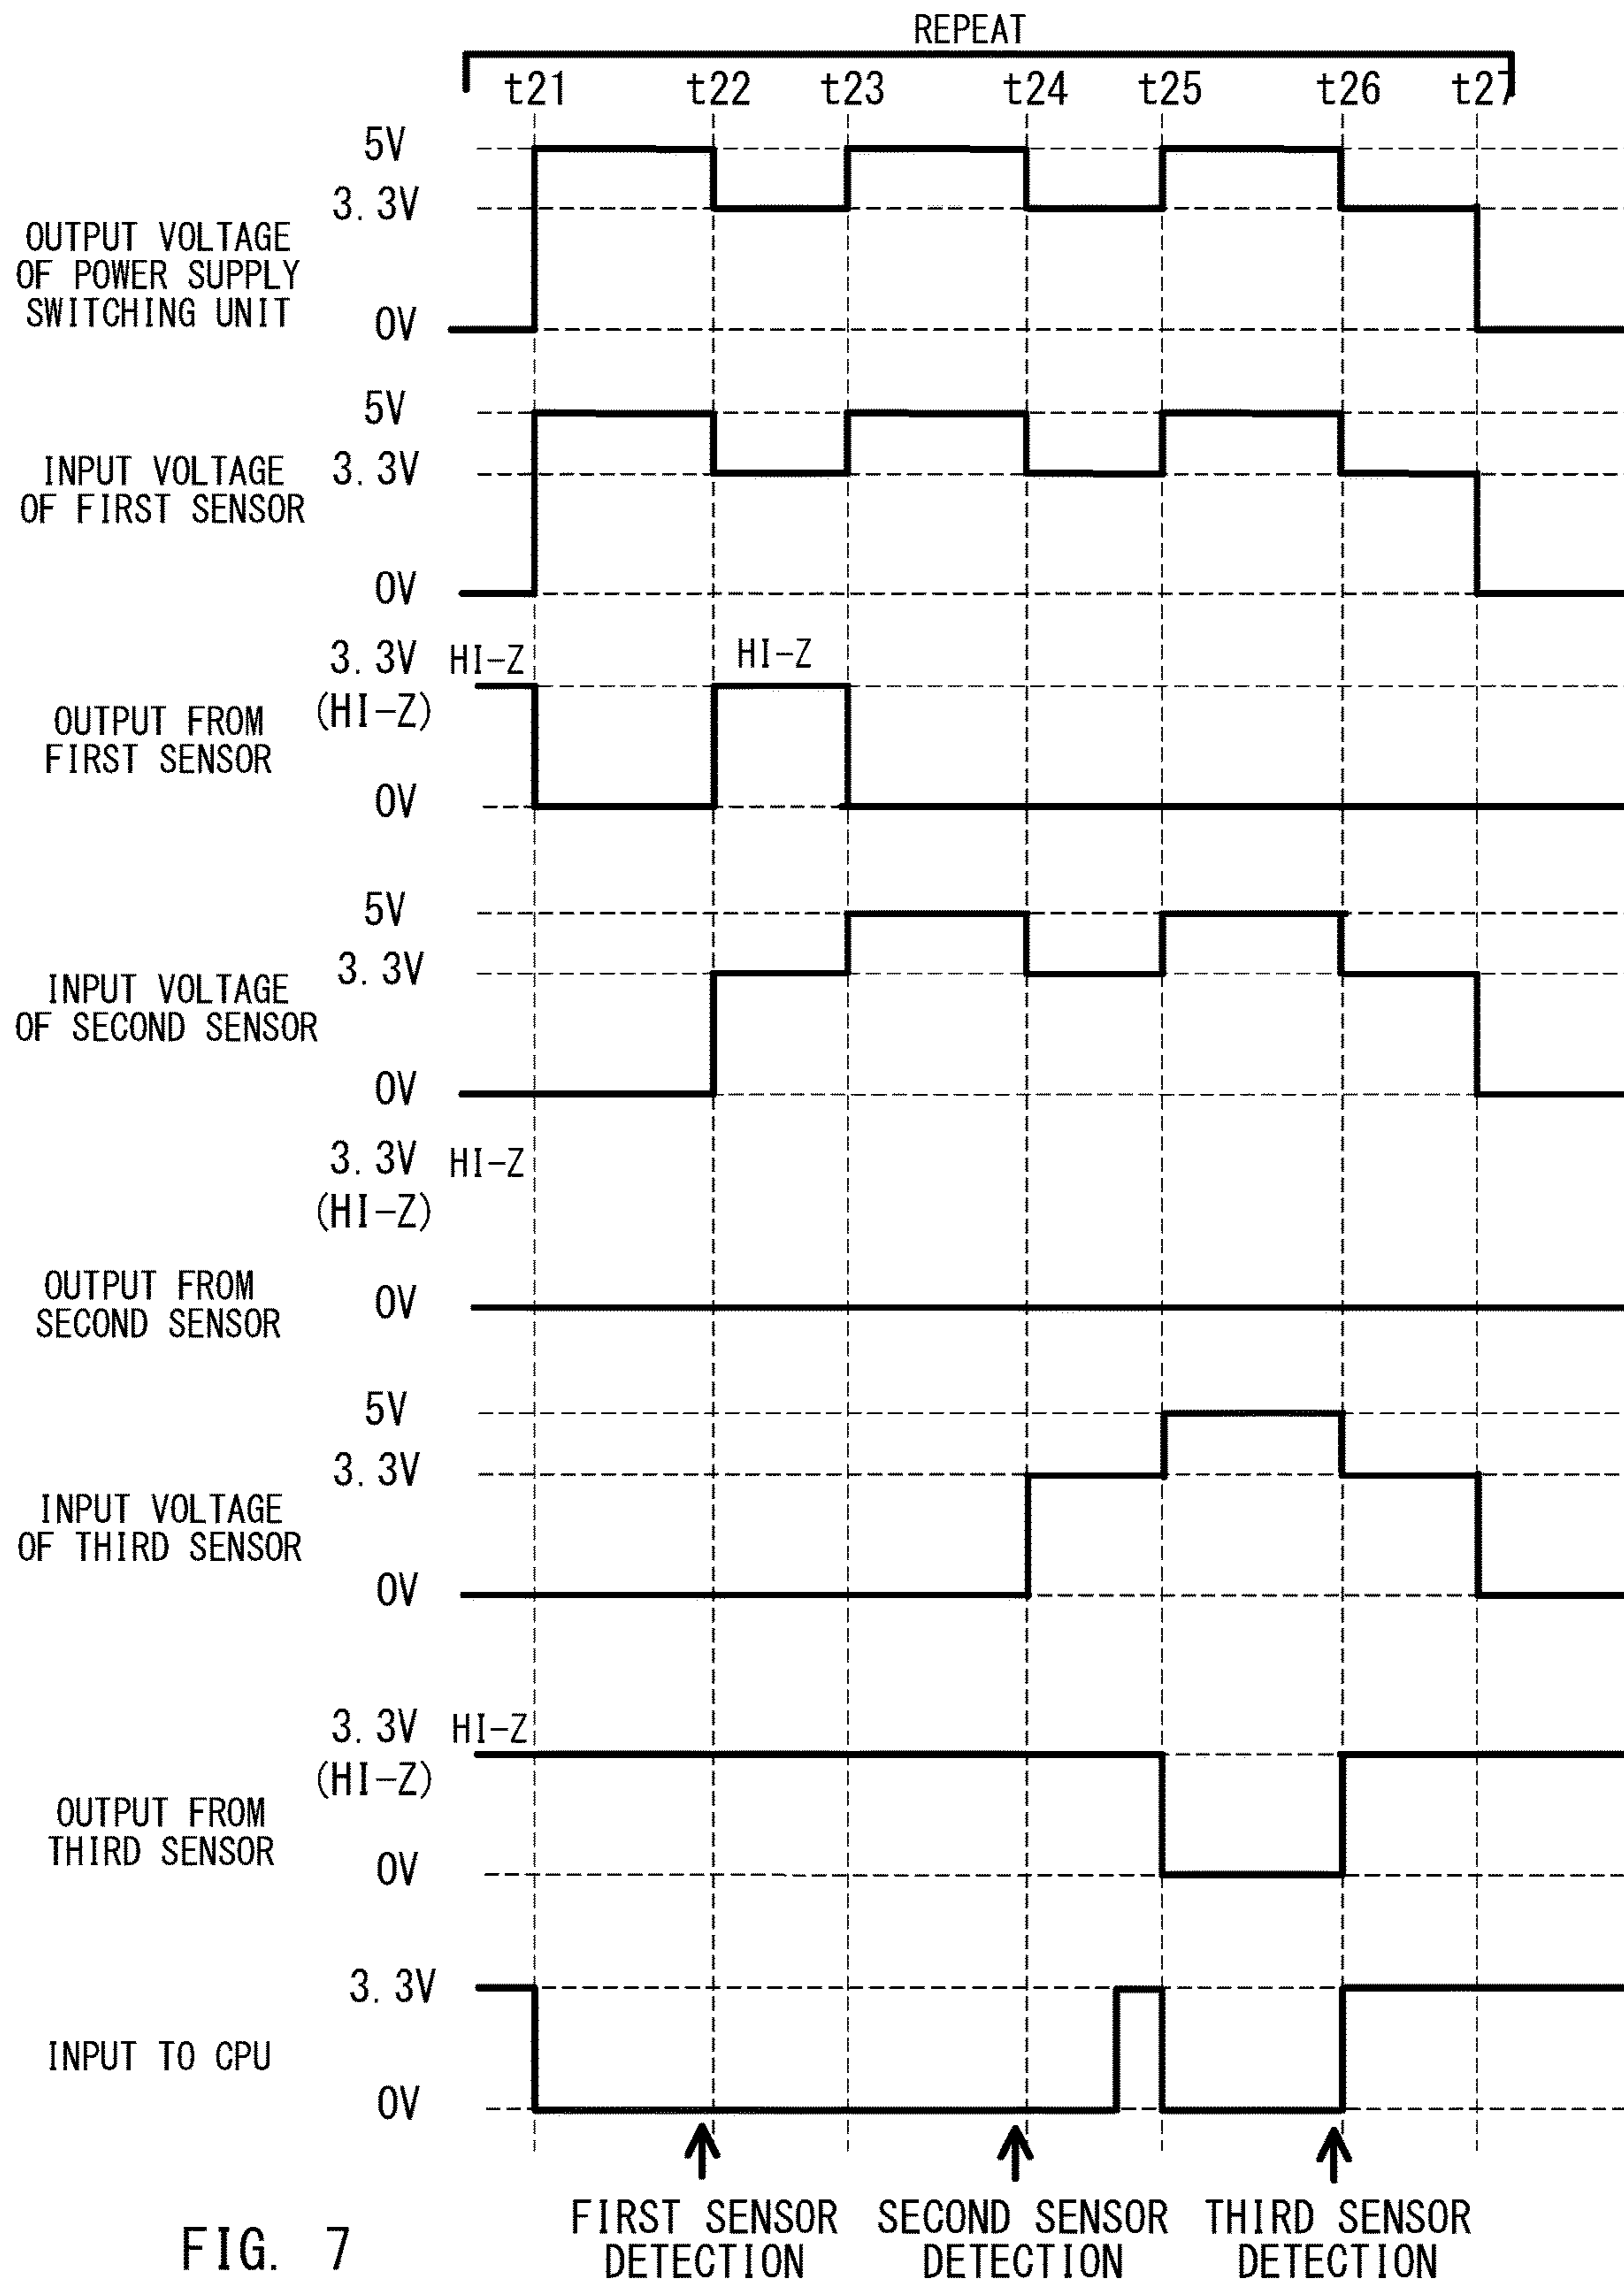 REPEAT
t21 t22 t23 t24 t25 t26 t27
5V
3.3V
OUTPUT VOLTAGE
OF POWER SUPPLY
SWITCHING UNIT
0V
5V
INPUT VOLTAGE
OF FIRST SENSOR
3.3V
0V
3.3V
(HI-Z)
HI-Z
HI-Z
OUTPUT FROM
FIRST SENSOR
0V
5V
3.3V
INPUT VOLTAGE
OF SECOND SENSOR
0V
3.3V
(HI-Z)
HI-Z
OUTPUT FROM
SECOND SENSOR
0V
5V
3.3V
INPUT VOLTAGE
OF THIRD SENSOR
0V
3.3V
(HI-Z)
HI-Z
OUTPUT FROM
THIRD SENSOR
0V
3.3V
INPUT TO CPU
0V
FIRST SENSOR
DETECTION
SECOND SENSOR
DETECTION
THIRD SENSOR
DETECTION
FIG. 7